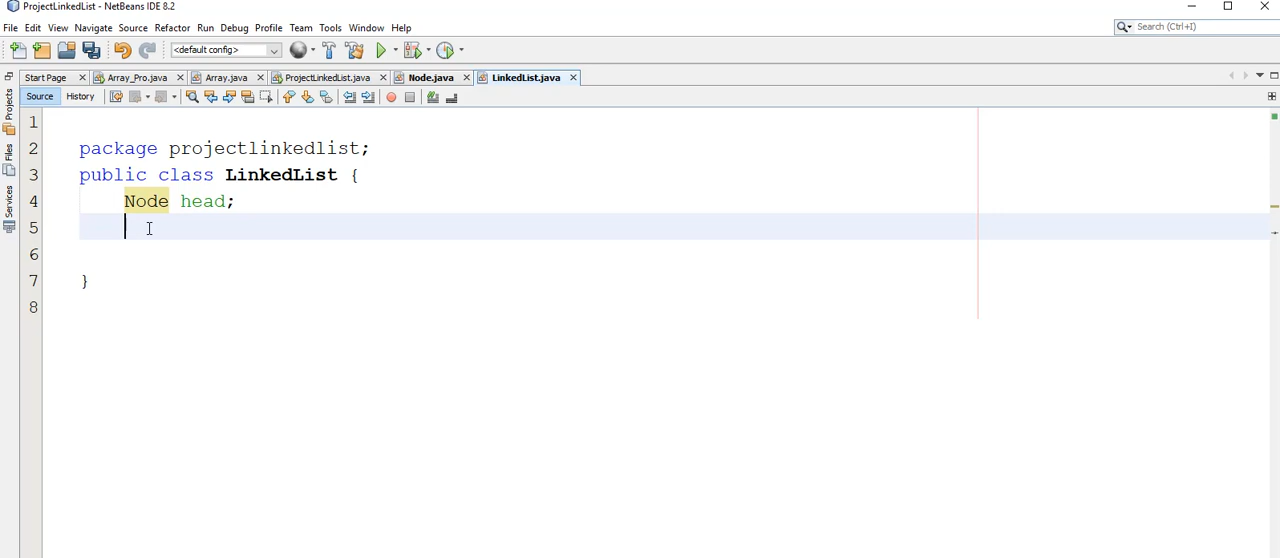 ProjectLinkedList - NetBeans IDE 8.2
File Edit View Navigate Source Refactor Run Debug Profile Team Tools Window Help
Search (Ctrl+I)
<default config>
Start Page Array_Pro.java Array.java ProjectLinkedList.java Node.java LinkedList.java
Source History
Projects
Files
Services
1
2 package projectlinkedlist;
3 public class LinkedList {
4 Node head;
5
6
7 }
8